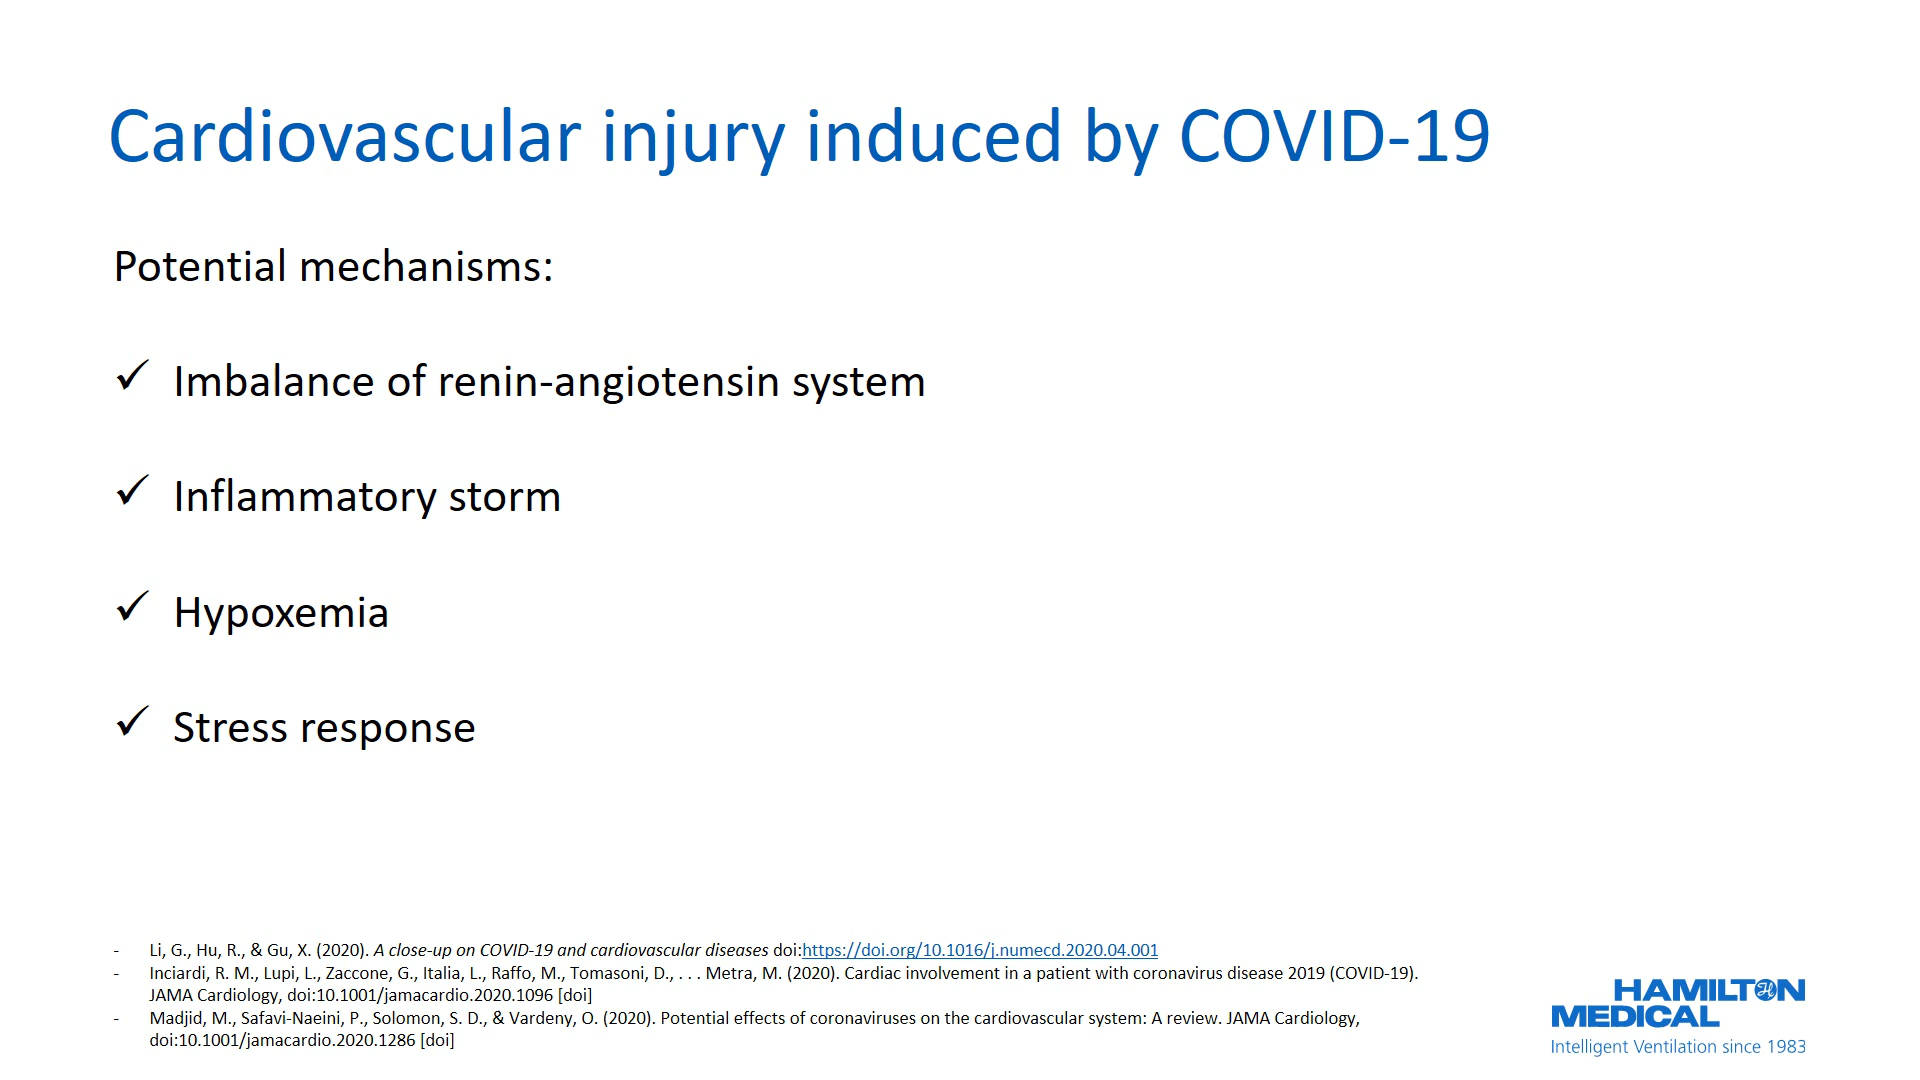 Cardiovascular injury induced by COVID-19
Potential mechanisms:
✓ Imbalance of renin-angiotensin system
✓ Inflammatory storm
✓ Hypoxemia
✓ Stress response
- Li, G., Hu, R., & Gu, X. (2020). A close-up on COVID-19 and cardiovascular diseases doi:https://doi.org/10.1016/j.numecd.2020.04.001
- Inciardi, R. M., Lupi, L., Zaccone, G., Italia, L., Raffo, M., Tomasoni, D., . . . Metra, M. (2020). Cardiac involvement in a patient with coronavirus disease 2019 (COVID-19).
JAMA Cardiology, doi:10.1001/jamacardio.2020.1096 [doi]
- Madjid, M., Safavi-Naeini, P., Solomon, S. D., & Vardeny, O. (2020). Potential effects of coronaviruses on the cardiovascular system: A review. JAMA Cardiology,
doi:10.1001/jamacardio.2020.1286 [doi]
HAMILTON
MEDICAL
Intelligent Ventilation since 1983